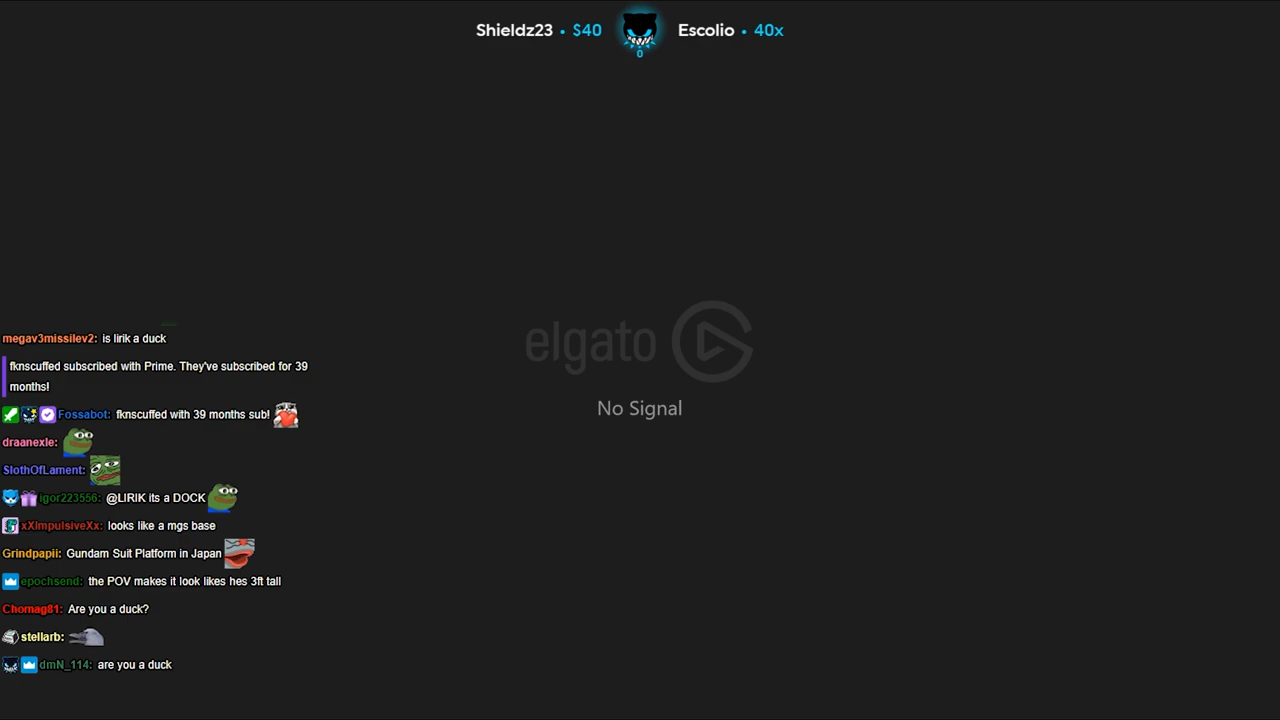 Shieldz23 • $40 Escolio • 40x
0
elgato
No Signal
megav3missilev2: is lirik a duck
fknscuffed subscribed with Prime. They've subscribed for 39
months!
Fossabot: fknscuffed with 39 months sub!
draanexle:
SlothOfLament:
igor223556: @LIRIK its a DOCK
xXImpulsiveXx: looks like a mgs base
Grindpapii: Gundam Suit Platform in Japan
epochsend: the POV makes it look likes hes 3ft tall
Chomag81: Are you a duck?
stellarb:
dmN_114: are you a duck